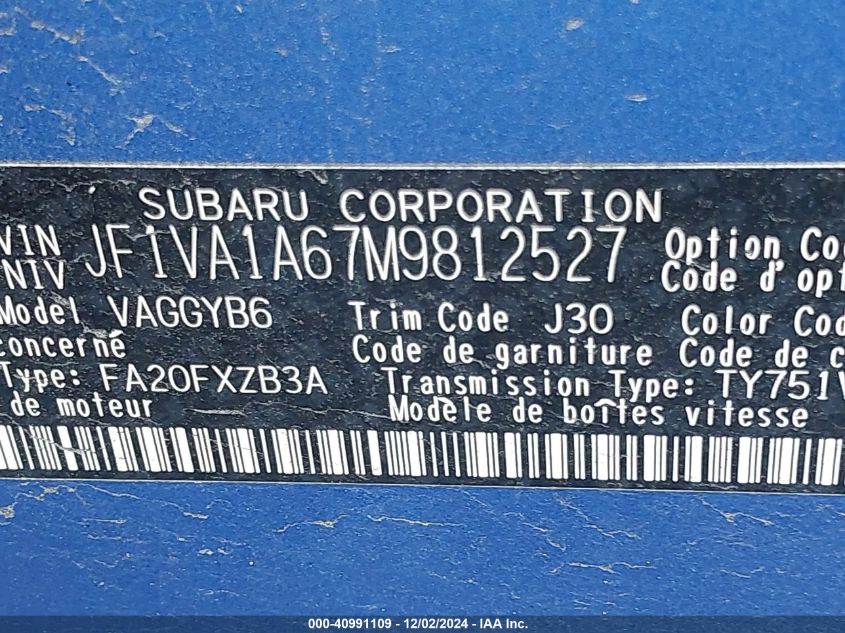 SUBARU CORPORATION
VIN JF1VA1A67M9812527 Option Co
NIV Code d'opt
Model VAGGYB6 Trim Code J30 Color Cod
concerné Code de garniture Code de c
Type: FA20FXZB3A Transmission Type: TY751V
de moteur Modèle de boîtes vitesse
000-40991109 - 12/02/2024 - © IAA, Inc.